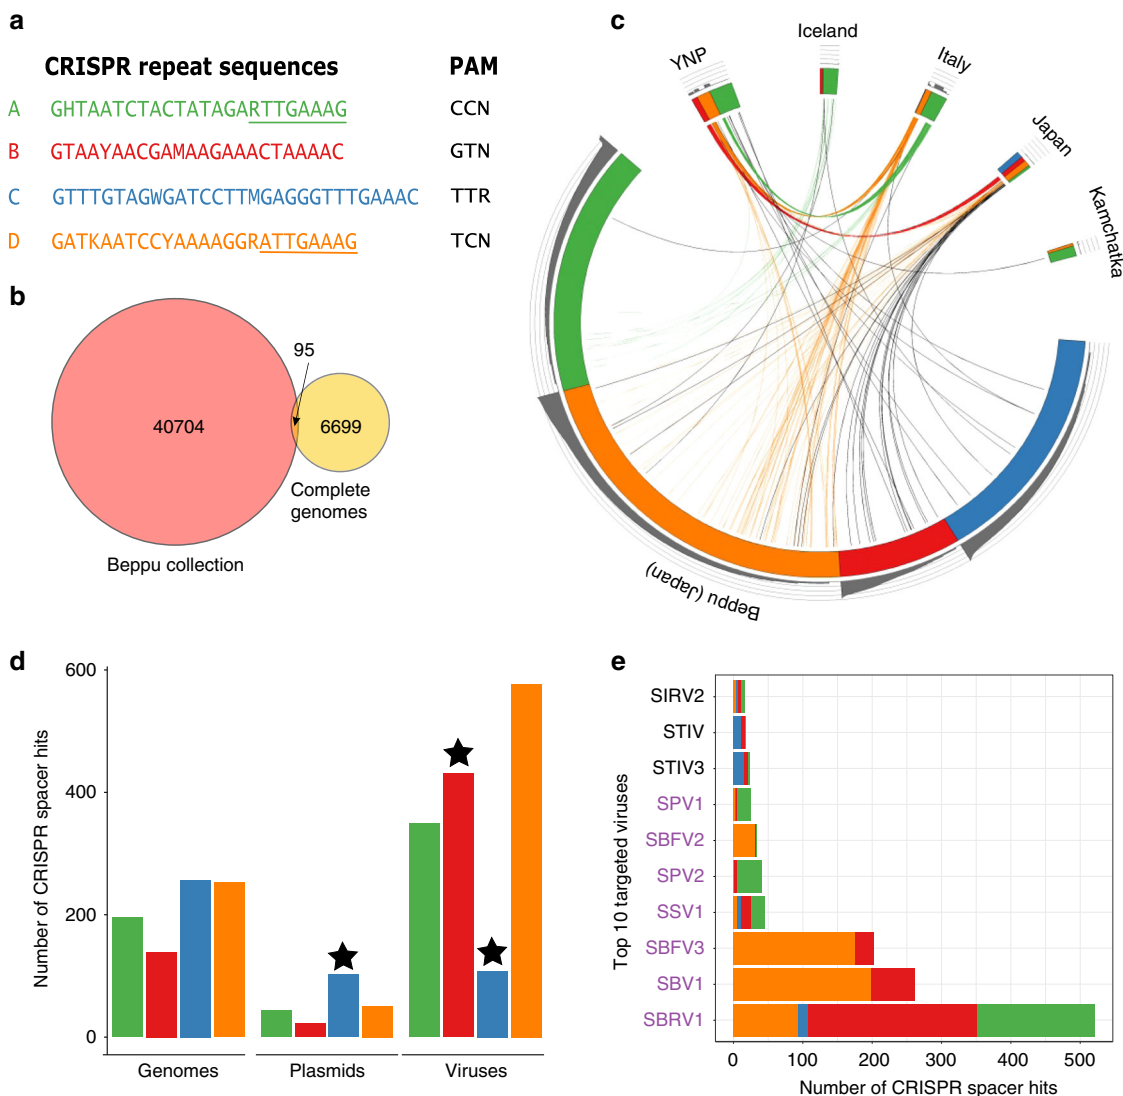 a
CRISPR repeat sequences PAM
A GHTAATCTACTATAGARTTGAAAG CCN
B GTAAYAACGAMAAGAAACTAAAAC GTN
C GTTTGTAGWGATCCTTMGAGGGTTTGAAAC TTR
D GATKAATCCYAAAAGGRATTGAAAG TCN
b
95
40704
6699
Complete
genomes
Beppu collection
c
YNP
Iceland
Italy
Japan
Kamchatka
Beppu (Japan)
d
Number of CRISPR spacer hits
600
400
200
0
Genomes
Plasmids
Viruses
e
Top 10 targeted viruses
SIRV2
STIV
STIV3
SPV1
SBFV2
SPV2
SSV1
SBFV3
SBV1
SBRV1
0 100 200 300 400 500
Number of CRISPR spacer hits